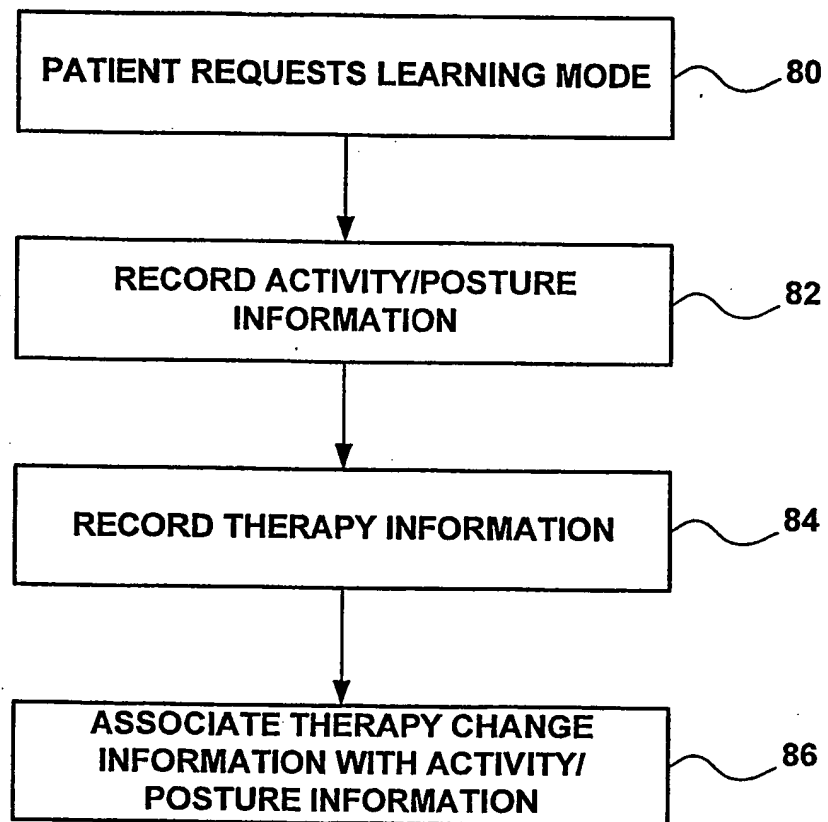 PATIENT REQUESTS LEARNING MODE
80
RECORD ACTIVITY/POSTURE
INFORMATION
82
RECORD THERAPY INFORMATION
84
ASSOCIATE THERAPY CHANGE
INFORMATION WITH ACTIVITY/
POSTURE INFORMATION
86